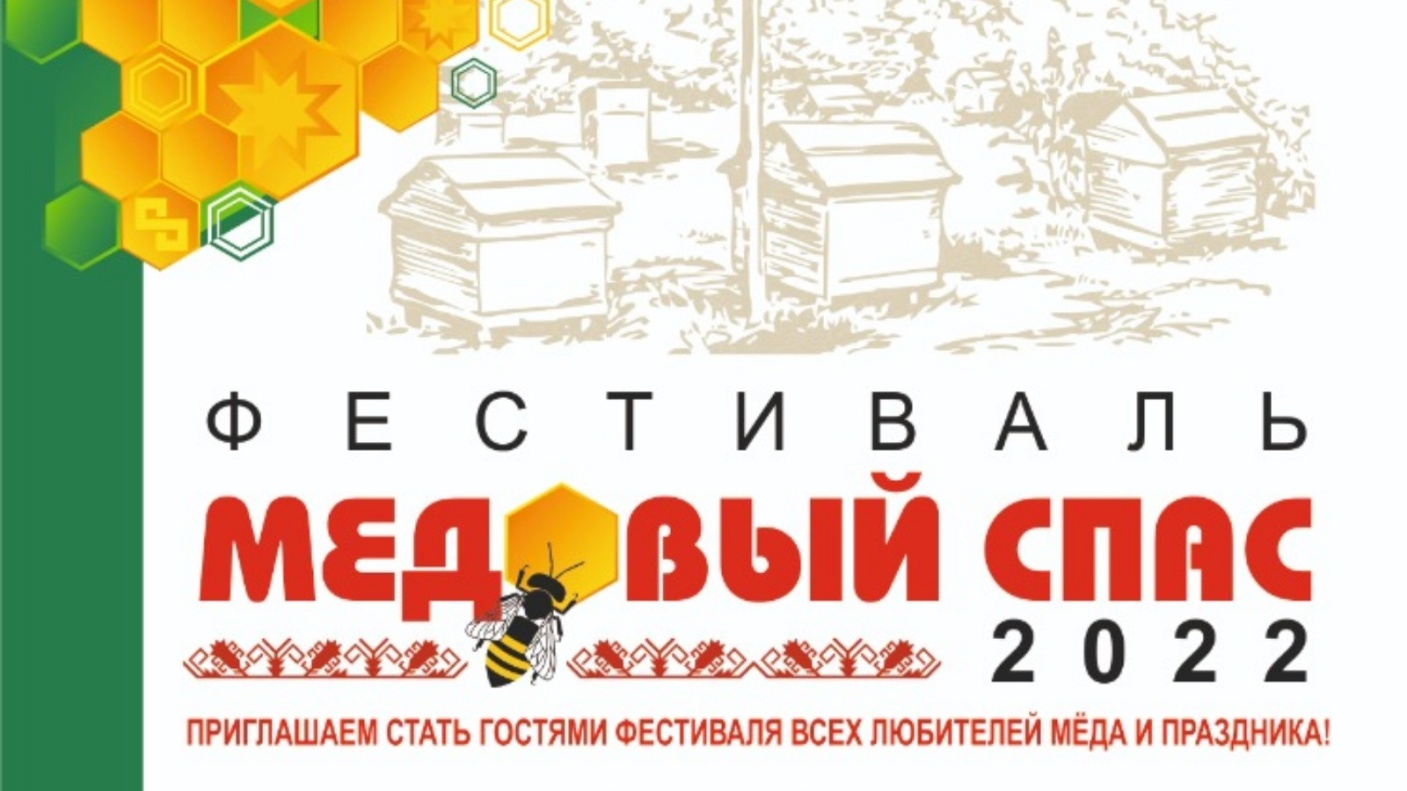 ФЕСТИВАЛЬ
МЕДОВЫЙ СПАС
2022
ПРИГЛАШАЕМ СТАТЬ ГОСТЯМИ ФЕСТИВАЛЯ ВСЕХ ЛЮБИТЕЛЕЙ МЁДА И ПРАЗДНИКА!